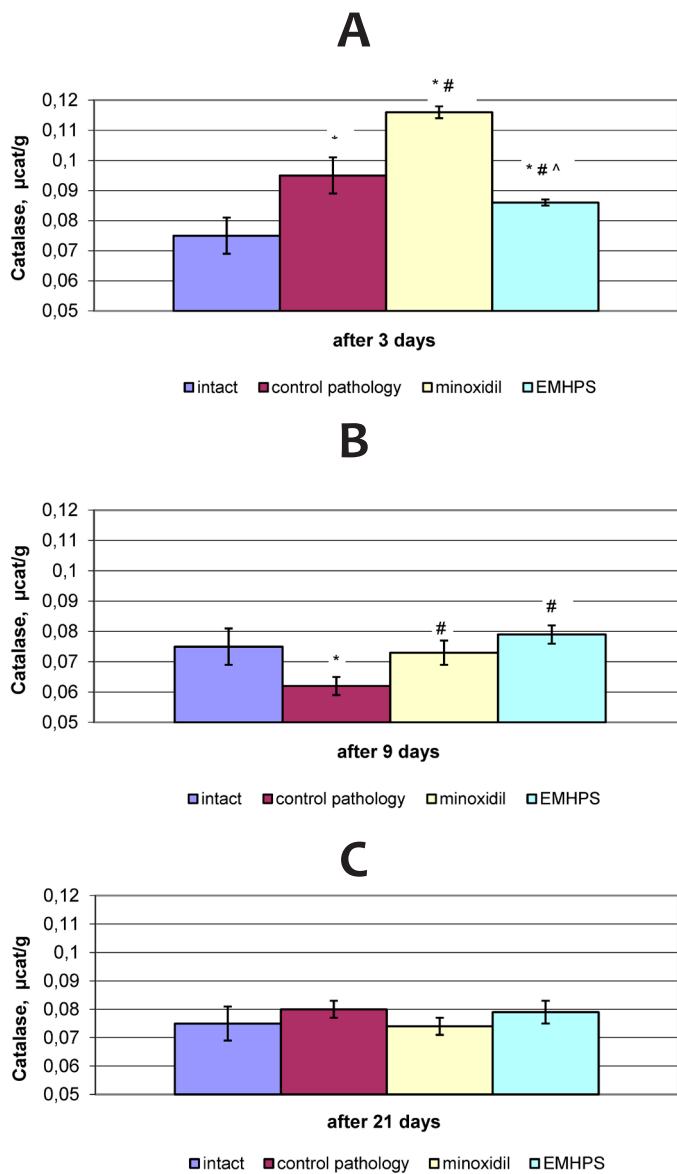 A
* #
0,12
0,11
*
0,1
* # ^
0,09
0,08
0,07
0,06
0,05
Catalase, µcat/g
after 3 days
intact control pathology minoxidil EMHPS
B
0,12
0,11
0,1
0,09
#
0,08
#
0,07
*
0,06
0,05
Catalase, µcat/g
after 9 days
intact control pathology minoxidil EMHPS
C
0,12
0,11
0,1
0,09
0,08
0,07
0,06
0,05
Catalase, µcat/g
after 21 days
intact control pathology minoxidil EMHPS